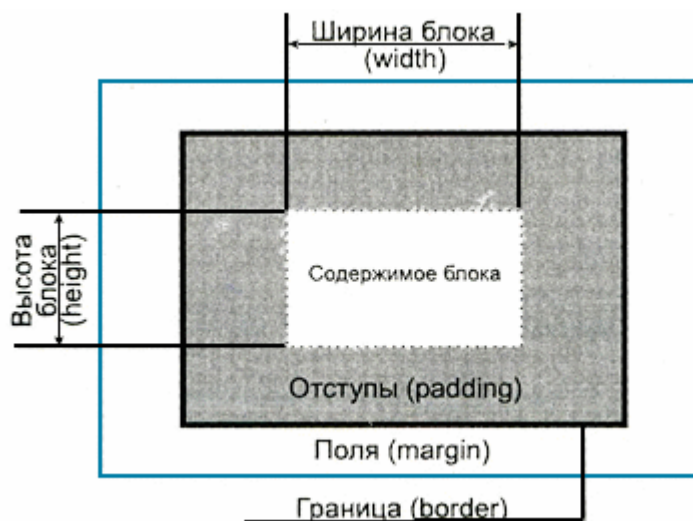 Ширина блока
(width)
Высота
блока
(height)
Содержимое блока
Отступы (padding)
Поля (margin)
Граница (border)